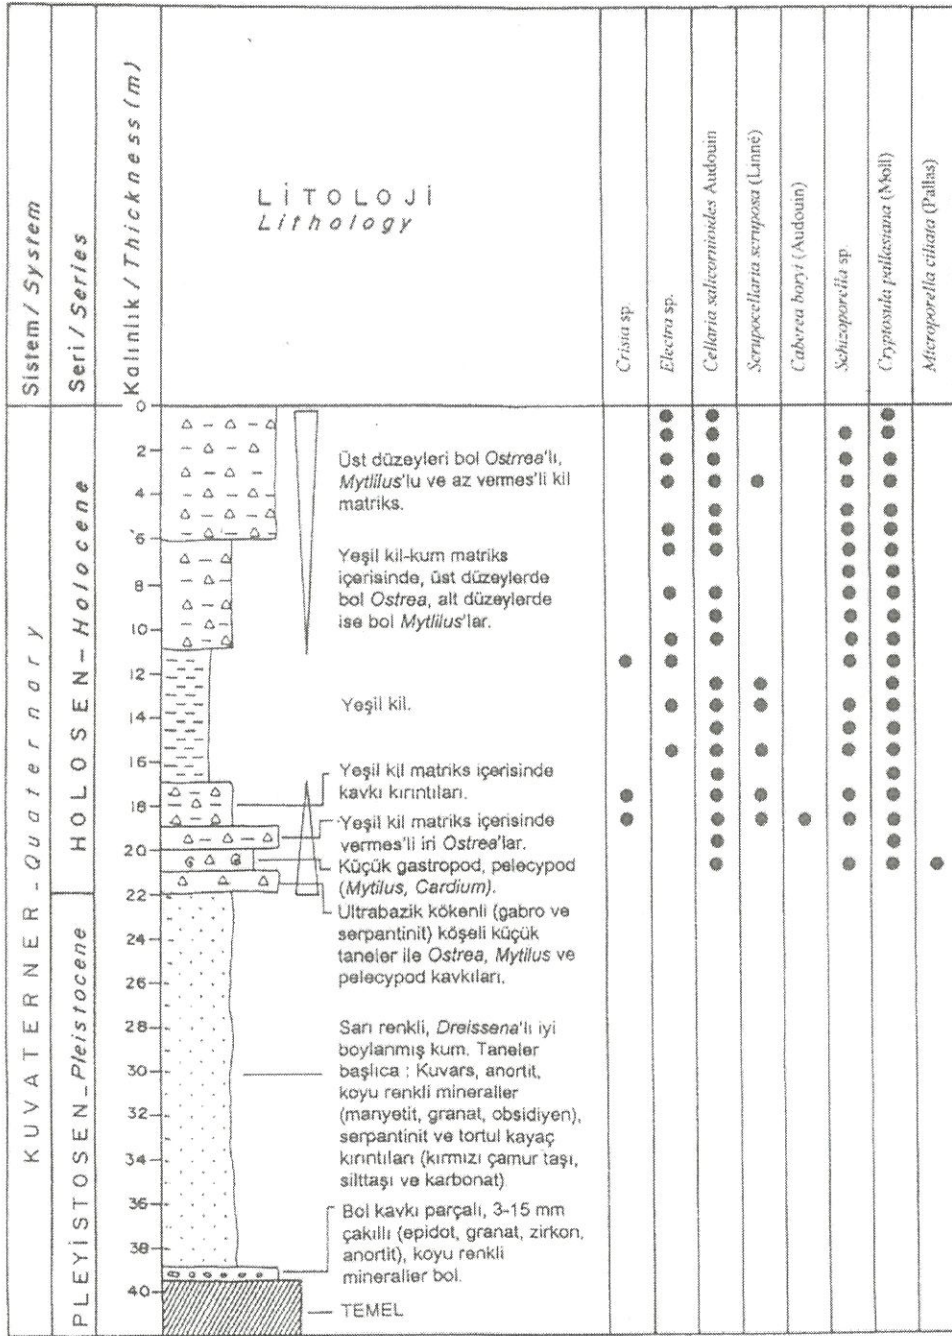 Sistem/System
Seri/Series
Kalınlık/Thickness (m)
LİTOLOJİ
Lithology
Crisia sp.
Electra sp.
Cellaria salicornioides Audouin
Scrupocellaria scruposa (Linné)
Caberea boryi (Audouin)
Schizoporella sp.
Cryptosula pallasiana (Moll)
Microporella ciliata (Pallas)
KUVATERNER-Quaternary
HOLOSEN-Holocene
PLEYİSTOSEN_Pleistocene
0
2
4
6
8
10
12
14
16
18
20
22
24
26
28
30
32
34
36
38
40
Üst düzeyleri bol Ostrrea'lı,
Mytlilus'lu ve az vermes'li kil
matriks.
Yeşil kil-kum matriks
içerisinde, üst düzeylerde
bol Ostrea, alt düzeylerde
ise bol Mytlilus'lar.
Yeşil kil.
Yeşil kil matriks içerisinde
kavkı kırıntıları.
Yeşil kil matriks içerisinde
vermes'li iri Ostrea'lar.
Küçük gastropod, pelecypod
(Mytilus, Cardium).
Ultrabazik kökenli (gabro ve
serpantinit) köşeli küçük
taneler ile Ostrea, Mytilus ve
pelecypod kavkıları.
Sarı renkli, Dreissena'lı iyi
boylanmış kum. Taneler
başlıca : Kuvars, anortit,
koyu renkli mineraller
(manyetit, granat, obsidiyen),
serpantinit ve tortul kayaç
kırıntıları (kırmızı çamur taşı,
silttaşı ve karbonat)
Bol kavkı parçalı, 3-15 mm
çakıllı (epidot, granat, zirkon,
anortit), koyu renkli
mineraller bol.
TEMEL